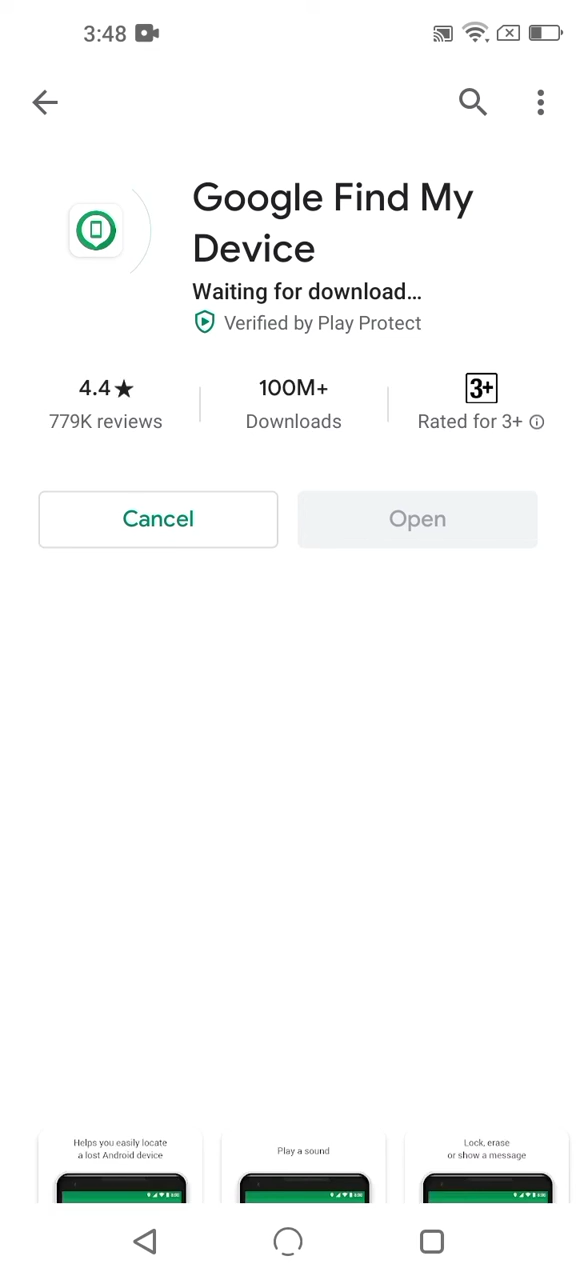 3:48
Google Find My
Device
Waiting for download...
Verified by Play Protect
4.4★
779K reviews
100M+
Downloads
3+
Rated for 3+
Cancel
Open
Helps you easily locate
a lost Android device
Play a sound
Lock, erase
or show a message